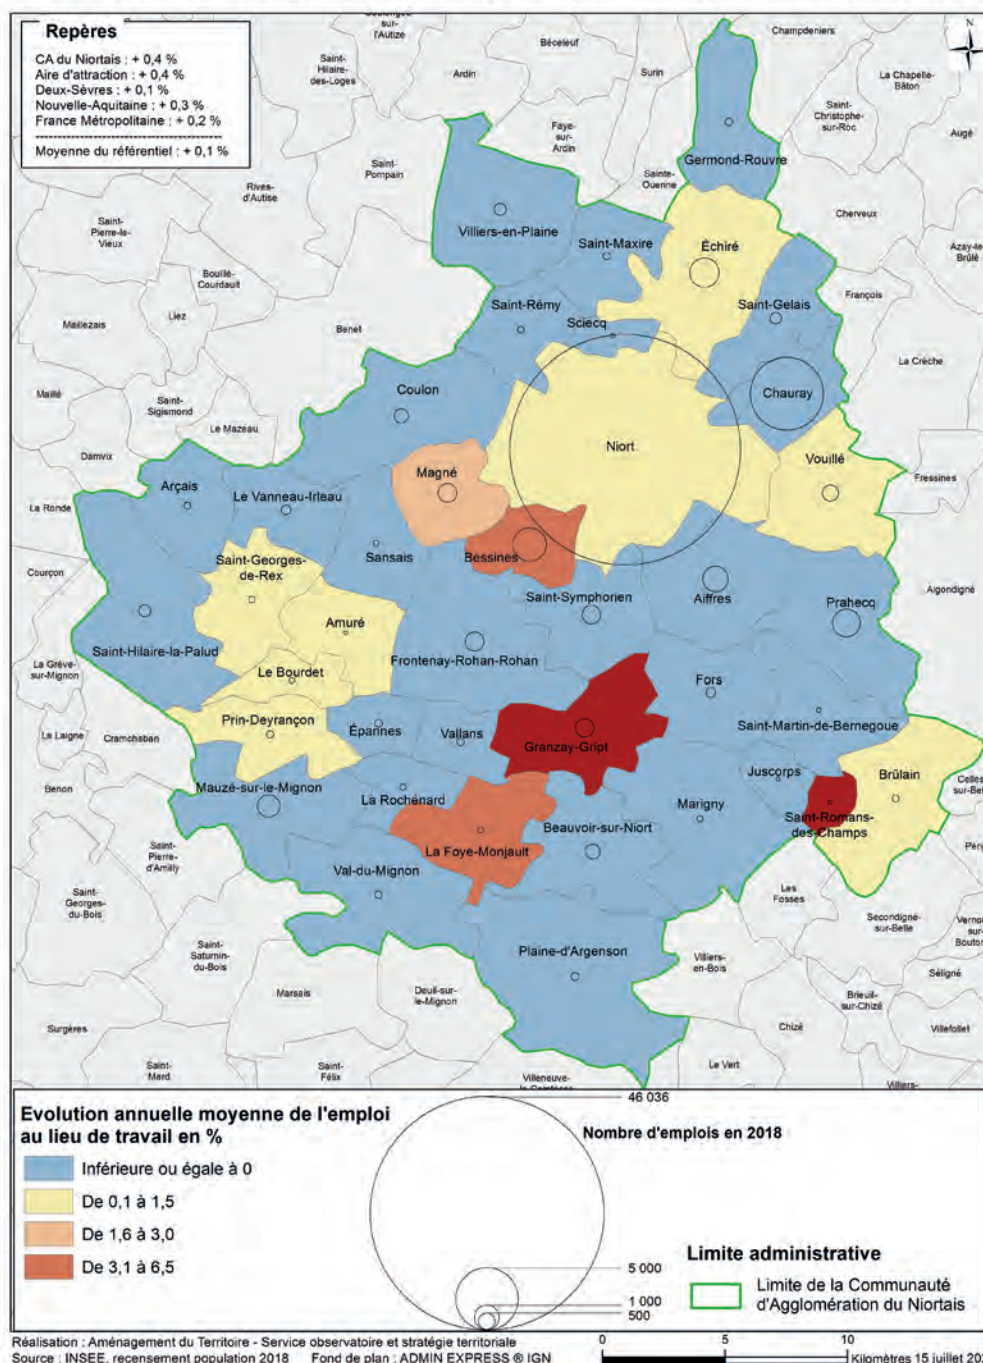 Repères
CA du Niortais : + 0,4 %
Aire d'attraction : + 0,4 %
Deux-Sèvres : + 0,1 %
Nouvelle-Aquitaine : + 0,3 %
France Métropolitaine : + 0,2 %
Moyenne du référentiel : + 0,1 %
sur-
l'Autize
Béceleuf
Champdeniers
N
Saint-
Hilaire-
des-Loges
Ardin
Surin
La Chapelle-
Bâton
Saint-
Christophe-
sur-Roc
Augé
Faye-
sur-
Ardin
Germond-Rouvre
Saint-
Pompain
Sainte-
Ouenne
Rives-
d'Autise
Cherveux
Saint-
Pierre-le-
Vieux
Villiers-en-Plaine
Saint-Maxire
Échiré
Azay-le-
Brûlé
Bouillé-
Courdault
François
Saint-Gelais
Maillezais
Liez
Benet
Saint-Rémy
Sciecq
La Crèche
Maillé
Saint-
Sigismond
Coulon
Chauray
Le Mazeau
Niort
Damvix
Magné
Vouillé
Fressines
Arçais
Le Vanneau-Irleau
La Ronde
Sansais
Bessines
Saint-Georges-
de-Rex
Courçon
Saint-Symphorien
Aiffres
Aigondigné
Prahecq
Amuré
Saint-Hilaire-la-Palud
Frontenay-Rohan-Rohan
La Grève-
sur-Mignon
Le Bourdet
Fors
Prin-Deyrançon
Épannes
Vallans
Saint-Martin-de-Bernegoue
La Laigne
Cramchaban
Granzay-Gript
Juscorps
Brûlain
Benon
Mauzé-sur-le-Mignon
La Rochénard
Marigny
Saint-Romans-
des-Champs
Celles-
sur-Bel
Beauvoir-sur-Niort
La Foye-Monjault
Saint-
Pierre-
d'Amilly
Val-du-Mignon
Saint-
Georges-
du-Bois
Les
Fosses
Secondigné-
sur-Belle
Saint-
Saturnin-
du-Bois
Plaine-d'Argenson
Villiers-
en-Bois
Séligné
Marsais
Deuil-sur-
le-Mignon
Brieuil-
sur-Chizé
Surgères
Chizé
Villefollet
Saint-
Mard
Saint-
Félix
Le Vert
Villeneuve-
Villiers-
Evolution annuelle moyenne de l'emploi
au lieu de travail en %
Inférieure ou égale à 0
De 0,1 à 1,5
De 1,6 à 3,0
De 3,1 à 6,5
46 036
Nombre d'emplois en 2018
5 000
1 000
500
Limite administrative
Limite de la Communauté
d'Agglomération du Niortais
Réalisation : Aménagement du Territoire - Service observatoire et stratégie territoriale
Source : INSEE, recensement population 2018 Fond de plan : ADMIN EXPRESS ® IGN
0 5 10
Kilomètres 15 juillet